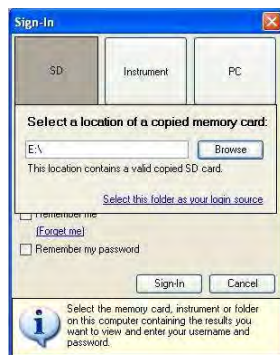 Sign-In
SD
Instrument
PC
Select a location of a copied memory card:
E:\
Browse
This location contains a valid copied SD card.
Select this folder as your login source
Remember me
(Forget me)
Remember my password
Sign-In
Cancel
Select the memory card, instrument or folder
on this computer containing the results you
want to view and enter your username and
password.